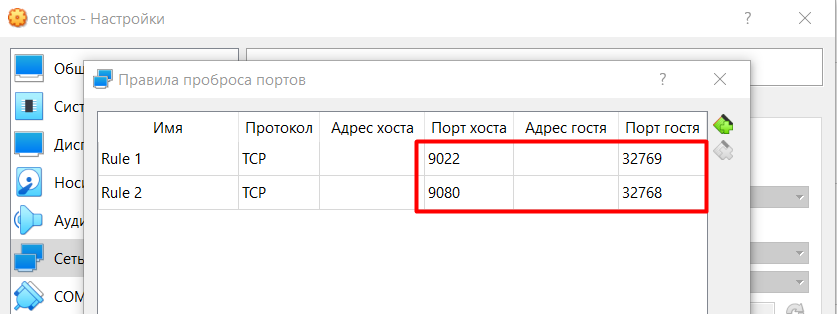 centos - Настройки
?
Общ
Правила проброса портов
?
Сист
Имя Протокол Адрес хоста Порт хоста Адрес гостя Порт гостя
Дисп
Rule 1 TCP 9022 32769
Носи
Rule 2 TCP 9080 32768
Ауди
Сеть
COM